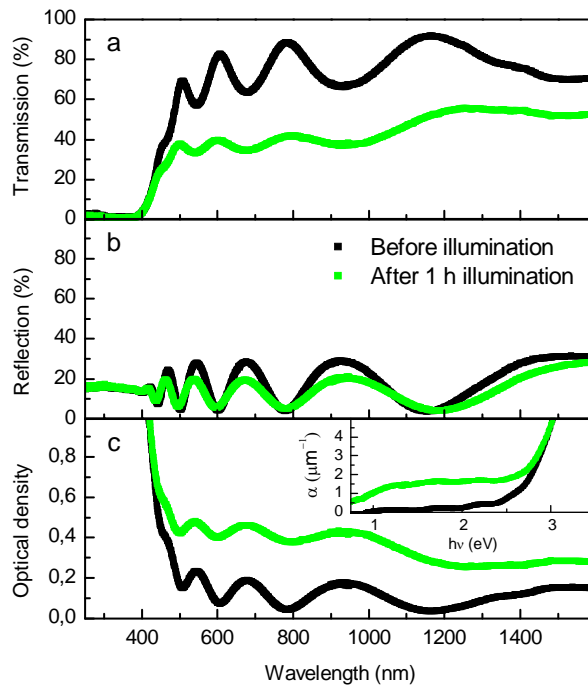 100
80
60
40
20
0
Transmission (%)
a
80
60
40
20
0
Reflection (%)
b
Before illumination
After 1 h illumination
0,8
0,6
0,4
0,2
0,0
Optical density
c
4
3
2
1
0
α (μm⁻¹)
1 2 3
hν (eV)
400 600 800 1000 1200 1400
Wavelength (nm)